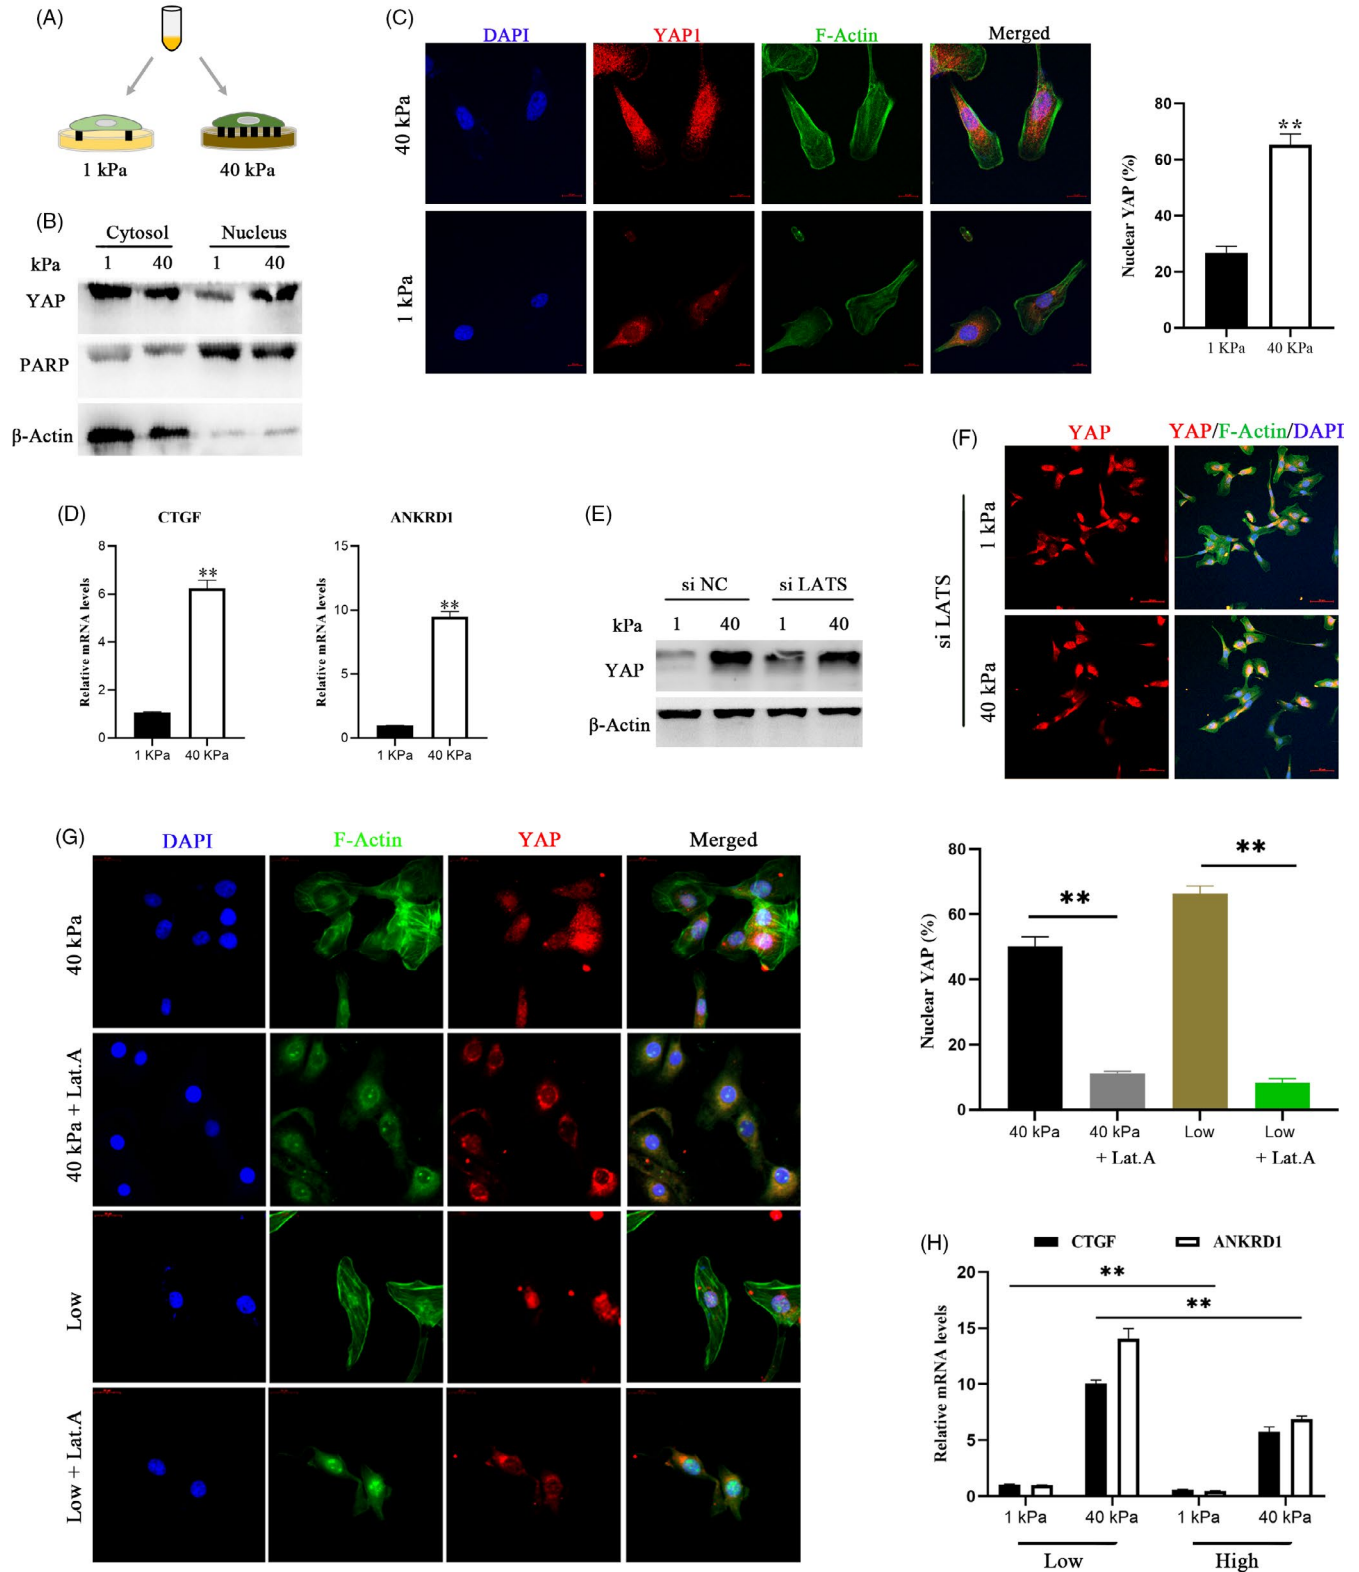 (A)
1 kPa
40 kPa
(B)
Cytosol Nucleus
kPa 1 40 1 40
YAP
PARP
β-Actin
(C)
DAPI YAP1 F-Actin Merged
40 kPa
1 kPa
Nuclear YAP (%)
80
60
40
20
0
**
1 KPa 40 KPa
(D)
CTGF
Relative mRNA levels
8
6
4
2
0
**
1 KPa 40 KPa
ANKRD1
Relative mRNA levels
15
10
5
0
**
1 KPa 40 KPa
(E)
si NC si LATS
kPa 1 40 1 40
YAP
β-Actin
(F)
YAP YAP/F-Actin/DAPI
si LATS
1 kPa
40 kPa
(G)
DAPI F-Actin YAP Merged
40 kPa
40 kPa + Lat.A
Low
Low + Lat.A
Nuclear YAP (%)
80
60
40
20
0
** **
40 kPa 40 kPa Low Low
+ Lat.A + Lat.A
(H)
CTGF ANKRD1
Relative mRNA levels
20
15
10
5
0
**
**
1 kPa 40 kPa 1 kPa 40 kPa
Low High